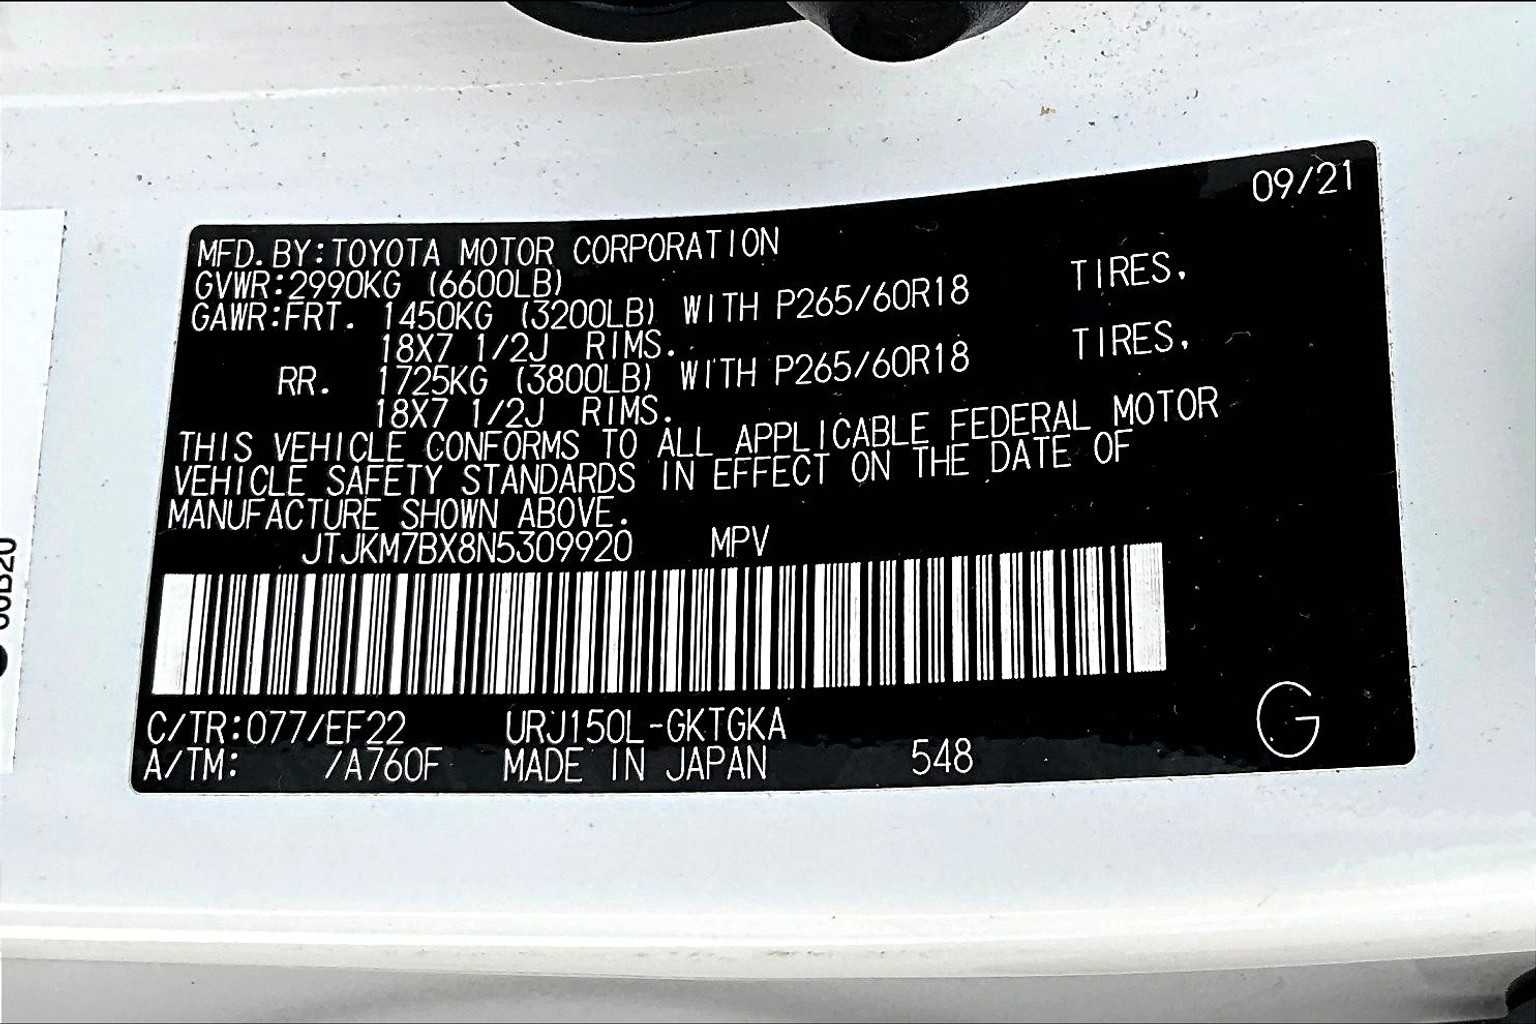 09/21
MFD.BY:TOYOTA MOTOR CORPORATION
GVWR:2990KG (6600LB)
GAWR:FRT. 1450KG (3200LB) WITH P265/60R18 TIRES,
18X7 1/2J RIMS.
RR. 1725KG (3800LB) WITH P265/60R18 TIRES,
18X7 1/2J RIMS.
THIS VEHICLE CONFORMS TO ALL APPLICABLE FEDERAL MOTOR
VEHICLE SAFETY STANDARDS IN EFFECT ON THE DATE OF
MANUFACTURE SHOWN ABOVE.
JTJKM7BX8N5309920 MPV
C/TR:077/EF22 URJ150L-GKTGKA
A/TM: /A760F MADE IN JAPAN 548 G